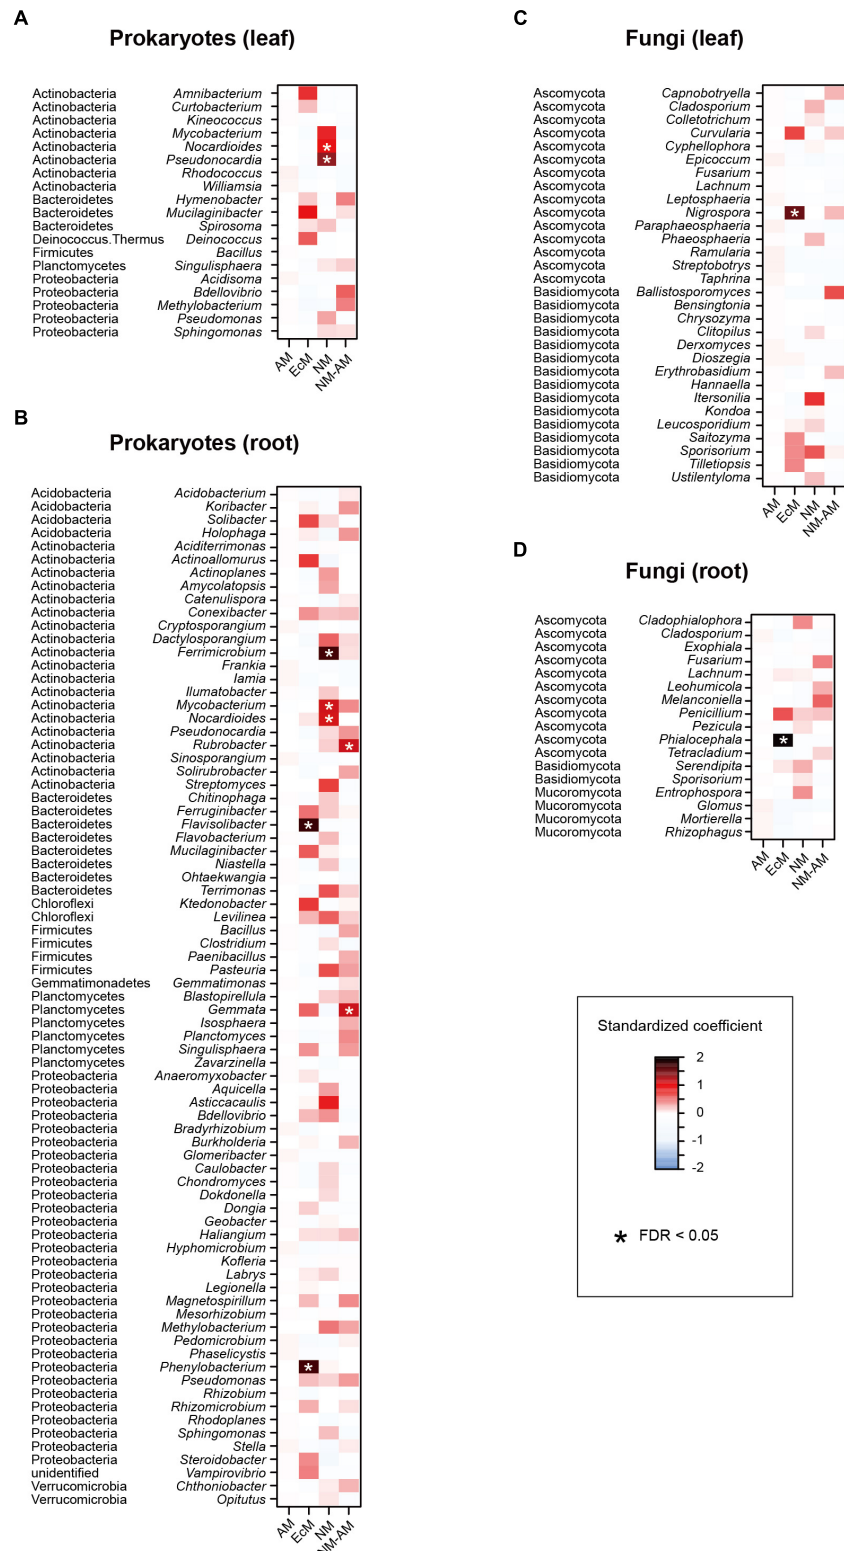 A
Prokaryotes (leaf)
Actinobacteria Amnibacterium
Actinobacteria Curtobacterium
Actinobacteria Kineococcus
Actinobacteria Mycobacterium
Actinobacteria Nocardioides *
Actinobacteria Pseudonocardia *
Actinobacteria Rhodococcus
Actinobacteria Williamsia
Bacteroidetes Hymenobacter
Bacteroidetes Mucilaginibacter
Bacteroidetes Spirosoma
Deinococcus.Thermus Deinococcus
Firmicutes Bacillus
Planctomycetes Singulisphaera
Proteobacteria Acidisoma
Proteobacteria Bdellovibrio
Proteobacteria Methylobacterium
Proteobacteria Pseudomonas
Proteobacteria Sphingomonas
AM EcM NM NM-AM
B
Prokaryotes (root)
Acidobacteria Acidobacterium
Acidobacteria Koribacter
Acidobacteria Solibacter
Acidobacteria Holophaga
Actinobacteria Aciditerrimonas
Actinobacteria Actinoallomurus
Actinobacteria Actinoplanes
Actinobacteria Amycolatopsis
Actinobacteria Catenulispora
Actinobacteria Conexibacter
Actinobacteria Cryptosporangium
Actinobacteria Dactylosporangium
Actinobacteria Ferrimicrobium *
Actinobacteria Frankia
Actinobacteria Iamia
Actinobacteria Ilumatobacter
Actinobacteria Mycobacterium *
Actinobacteria Nocardioides *
Actinobacteria Pseudonocardia
Actinobacteria Rubrobacter *
Actinobacteria Sinosporangium
Actinobacteria Solirubrobacter
Actinobacteria Streptomyces
Bacteroidetes Chitinophaga
Bacteroidetes Ferruginibacter
Bacteroidetes Flavisolibacter *
Bacteroidetes Flavobacterium
Bacteroidetes Mucilaginibacter
Bacteroidetes Niastella
Bacteroidetes Ohtaekwangia
Bacteroidetes Terrimonas
Chloroflexi Ktedonobacter
Chloroflexi Levilinea
Firmicutes Bacillus
Firmicutes Clostridium
Firmicutes Paenibacillus
Firmicutes Pasteuria
Gemmatimonadetes Gemmatimonas
Planctomycetes Blastopirellula
Planctomycetes Gemmata *
Planctomycetes Isosphaera
Planctomycetes Planctomyces
Planctomycetes Singulisphaera
Planctomycetes Zavarzinella
Proteobacteria Anaeromyxobacter
Proteobacteria Aquicella
Proteobacteria Asticcacaulis
Proteobacteria Bdellovibrio
Proteobacteria Bradyrhizobium
Proteobacteria Burkholderia
Proteobacteria Glomeribacter
Proteobacteria Caulobacter
Proteobacteria Chondromyces
Proteobacteria Dokdonella
Proteobacteria Dongia
Proteobacteria Geobacter
Proteobacteria Haliangium
Proteobacteria Hyphomicrobium
Proteobacteria Kofleria
Proteobacteria Labrys
Proteobacteria Legionella
Proteobacteria Magnetospirillum
Proteobacteria Mesorhizobium
Proteobacteria Methylobacterium
Proteobacteria Pedomicrobium
Proteobacteria Phaselicystis
Proteobacteria Phenylobacterium *
Proteobacteria Pseudomonas
Proteobacteria Rhizobium
Proteobacteria Rhizomicrobium
Proteobacteria Rhodoplanes
Proteobacteria Sphingomonas
Proteobacteria Stella
Proteobacteria Steroidobacter
unidentified Vampirovibrio
Verrucomicrobia Chthoniobacter
Verrucomicrobia Opitutus
AM EcM NM NM-AM
C
Fungi (leaf)
Ascomycota Capnobotryella
Ascomycota Cladosporium
Ascomycota Colletotrichum
Ascomycota Curvularia
Ascomycota Cyphellophora
Ascomycota Epicoccum
Ascomycota Fusarium
Ascomycota Lachnum
Ascomycota Leptosphaeria
Ascomycota Nigrospora *
Ascomycota Paraphaeosphaeria
Ascomycota Phaeosphaeria
Ascomycota Ramularia
Ascomycota Streptobotrys
Ascomycota Taphrina
Basidiomycota Ballistosporomyces
Basidiomycota Bensingtonia
Basidiomycota Chrysozyma
Basidiomycota Clitopilus
Basidiomycota Derxomyces
Basidiomycota Dioszegia
Basidiomycota Erythrobasidium
Basidiomycota Hannaella
Basidiomycota Itersonilia
Basidiomycota Kondoa
Basidiomycota Leucosporidium
Basidiomycota Saitozyma
Basidiomycota Sporisorium
Basidiomycota Tilletiopsis
Basidiomycota Ustilentyloma
AM EcM NM NM-AM
D
Fungi (root)
Ascomycota Cladophialophora
Ascomycota Cladosporium
Ascomycota Exophiala
Ascomycota Fusarium
Ascomycota Lachnum
Ascomycota Leohumicola
Ascomycota Melanconiella
Ascomycota Penicillium
Ascomycota Pezicula
Ascomycota Phialocephala *
Ascomycota Tetracladium
Basidiomycota Serendipita
Basidiomycota Sporisorium
Mucoromycota Entrophospora
Mucoromycota Glomus
Mucoromycota Mortierella
Mucoromycota Rhizophagus
AM EcM NM NM-AM
Standardized coefficient
2
1
0
-1
-2
* FDR < 0.05